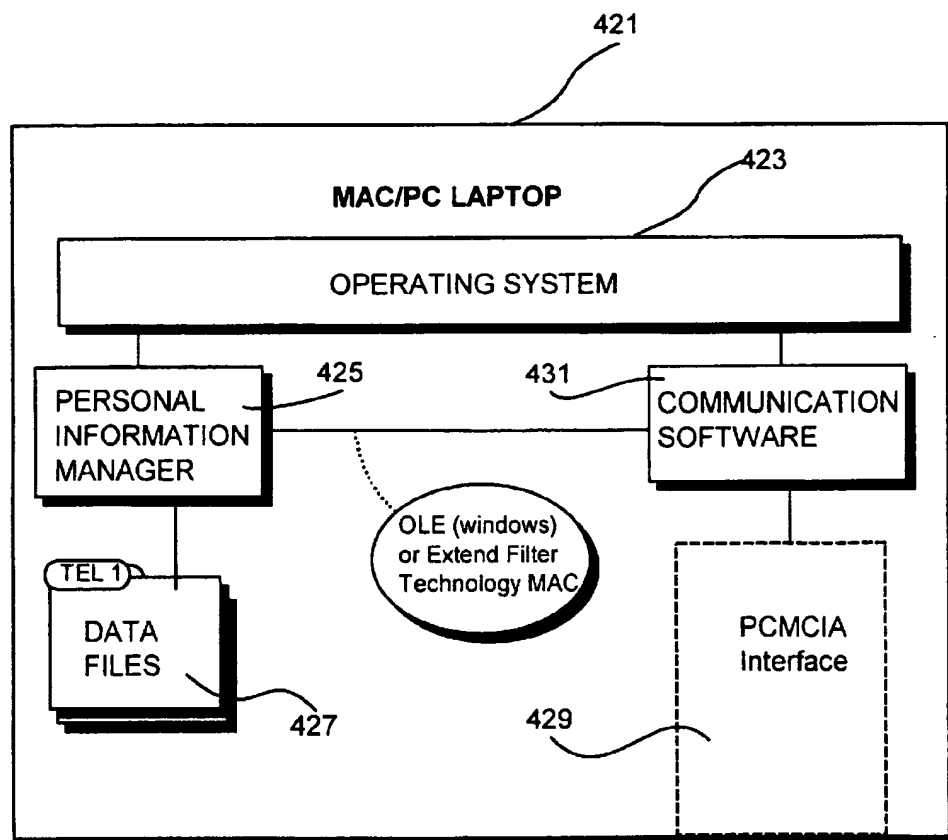 421
423
MAC/PC LAPTOP
OPERATING SYSTEM
425
431
PERSONAL
INFORMATION
MANAGER
COMMUNICATION
SOFTWARE
OLE (windows)
or Extend Filter
Technology MAC
TEL 1
DATA
FILES
PCMCIA
Interface
427
429